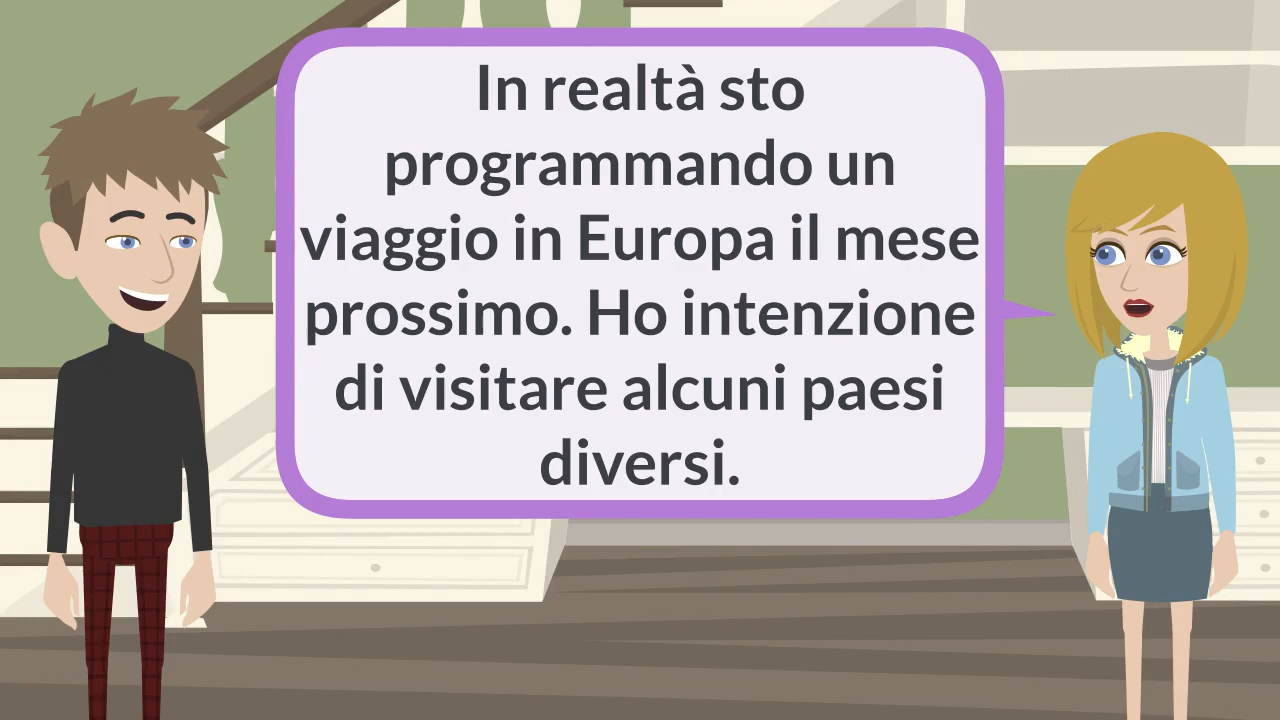 In realtà sto
programmando un
viaggio in Europa il mese
prossimo. Ho intenzione
di visitare alcuni paesi
diversi.